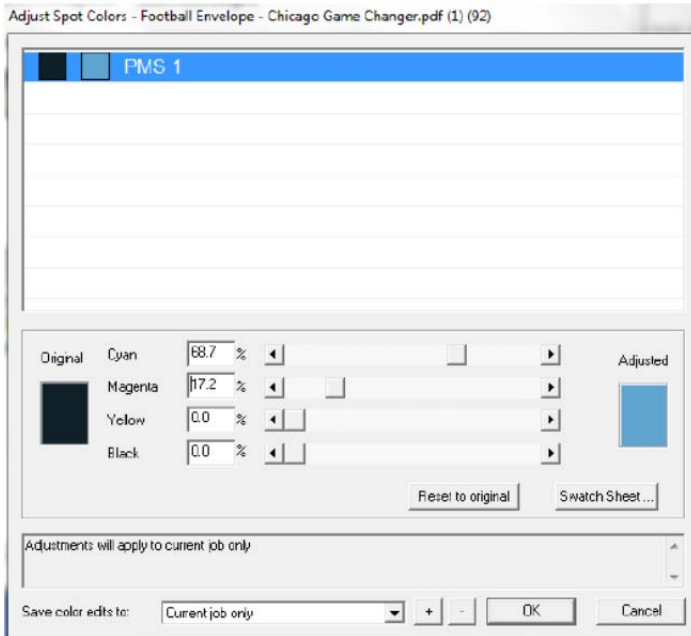 Adjust Spot Colors - Football Envelope - Chicago Game Changer.pdf (1) (92)
PMS 1
Original
Cyan 68.7 %
Adjusted
Magenta 17.2 %
Yellow 0.0 %
Black 0.0 %
Reset to original Swatch Sheet ...
Adjustments will apply to current job only
Save color edits to: Current job only + - OK Cancel